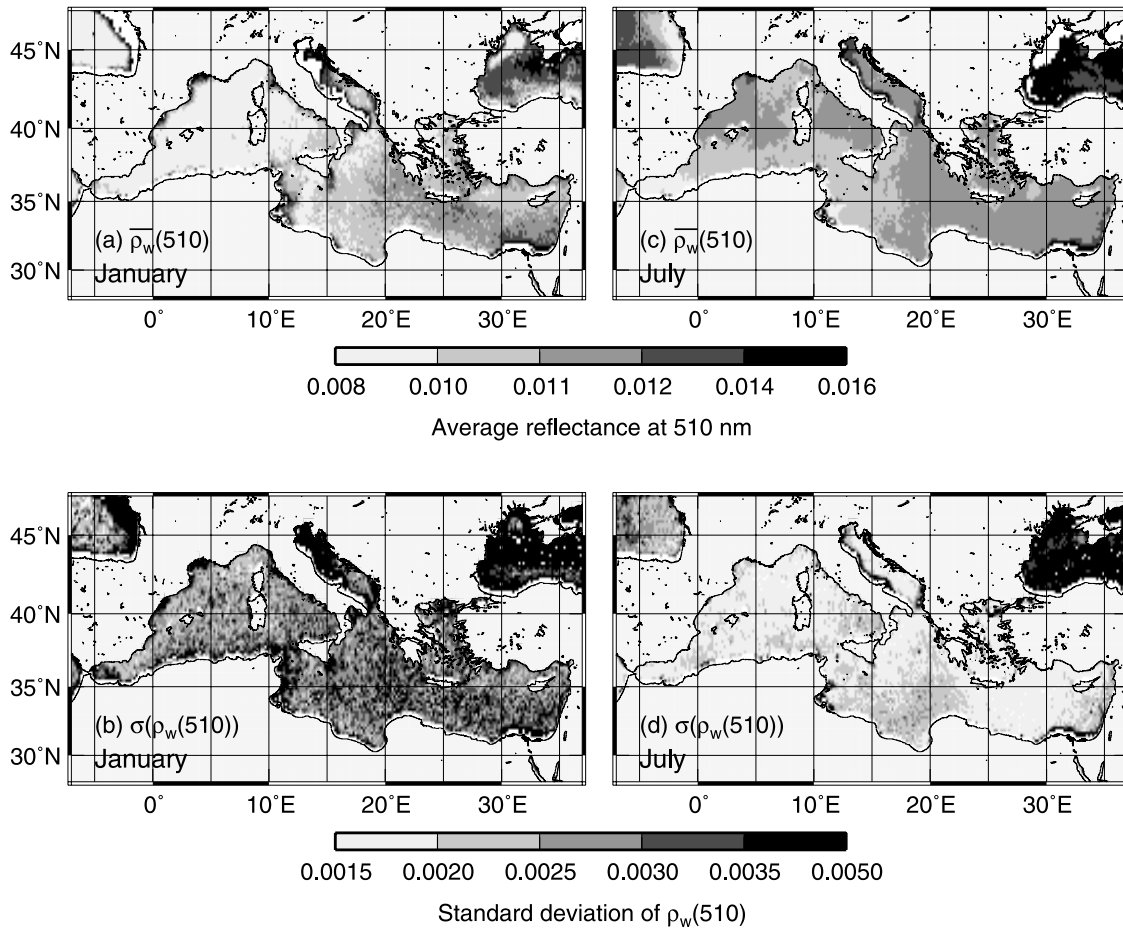 45˚N
40˚N
35˚N
30˚N
(a) ρw(510)
January
(c) ρw(510)
July
0˚ 10˚E 20˚E 30˚E 0˚ 10˚E 20˚E 30˚E
0.008 0.010 0.011 0.012 0.014 0.016
Average reflectance at 510 nm
45˚N
40˚N
35˚N
30˚N
(b) σ(ρw(510))
January
(d) σ(ρw(510))
July
0˚ 10˚E 20˚E 30˚E 0˚ 10˚E 20˚E 30˚E
0.0015 0.0020 0.0025 0.0030 0.0035 0.0050
Standard deviation of ρw(510)